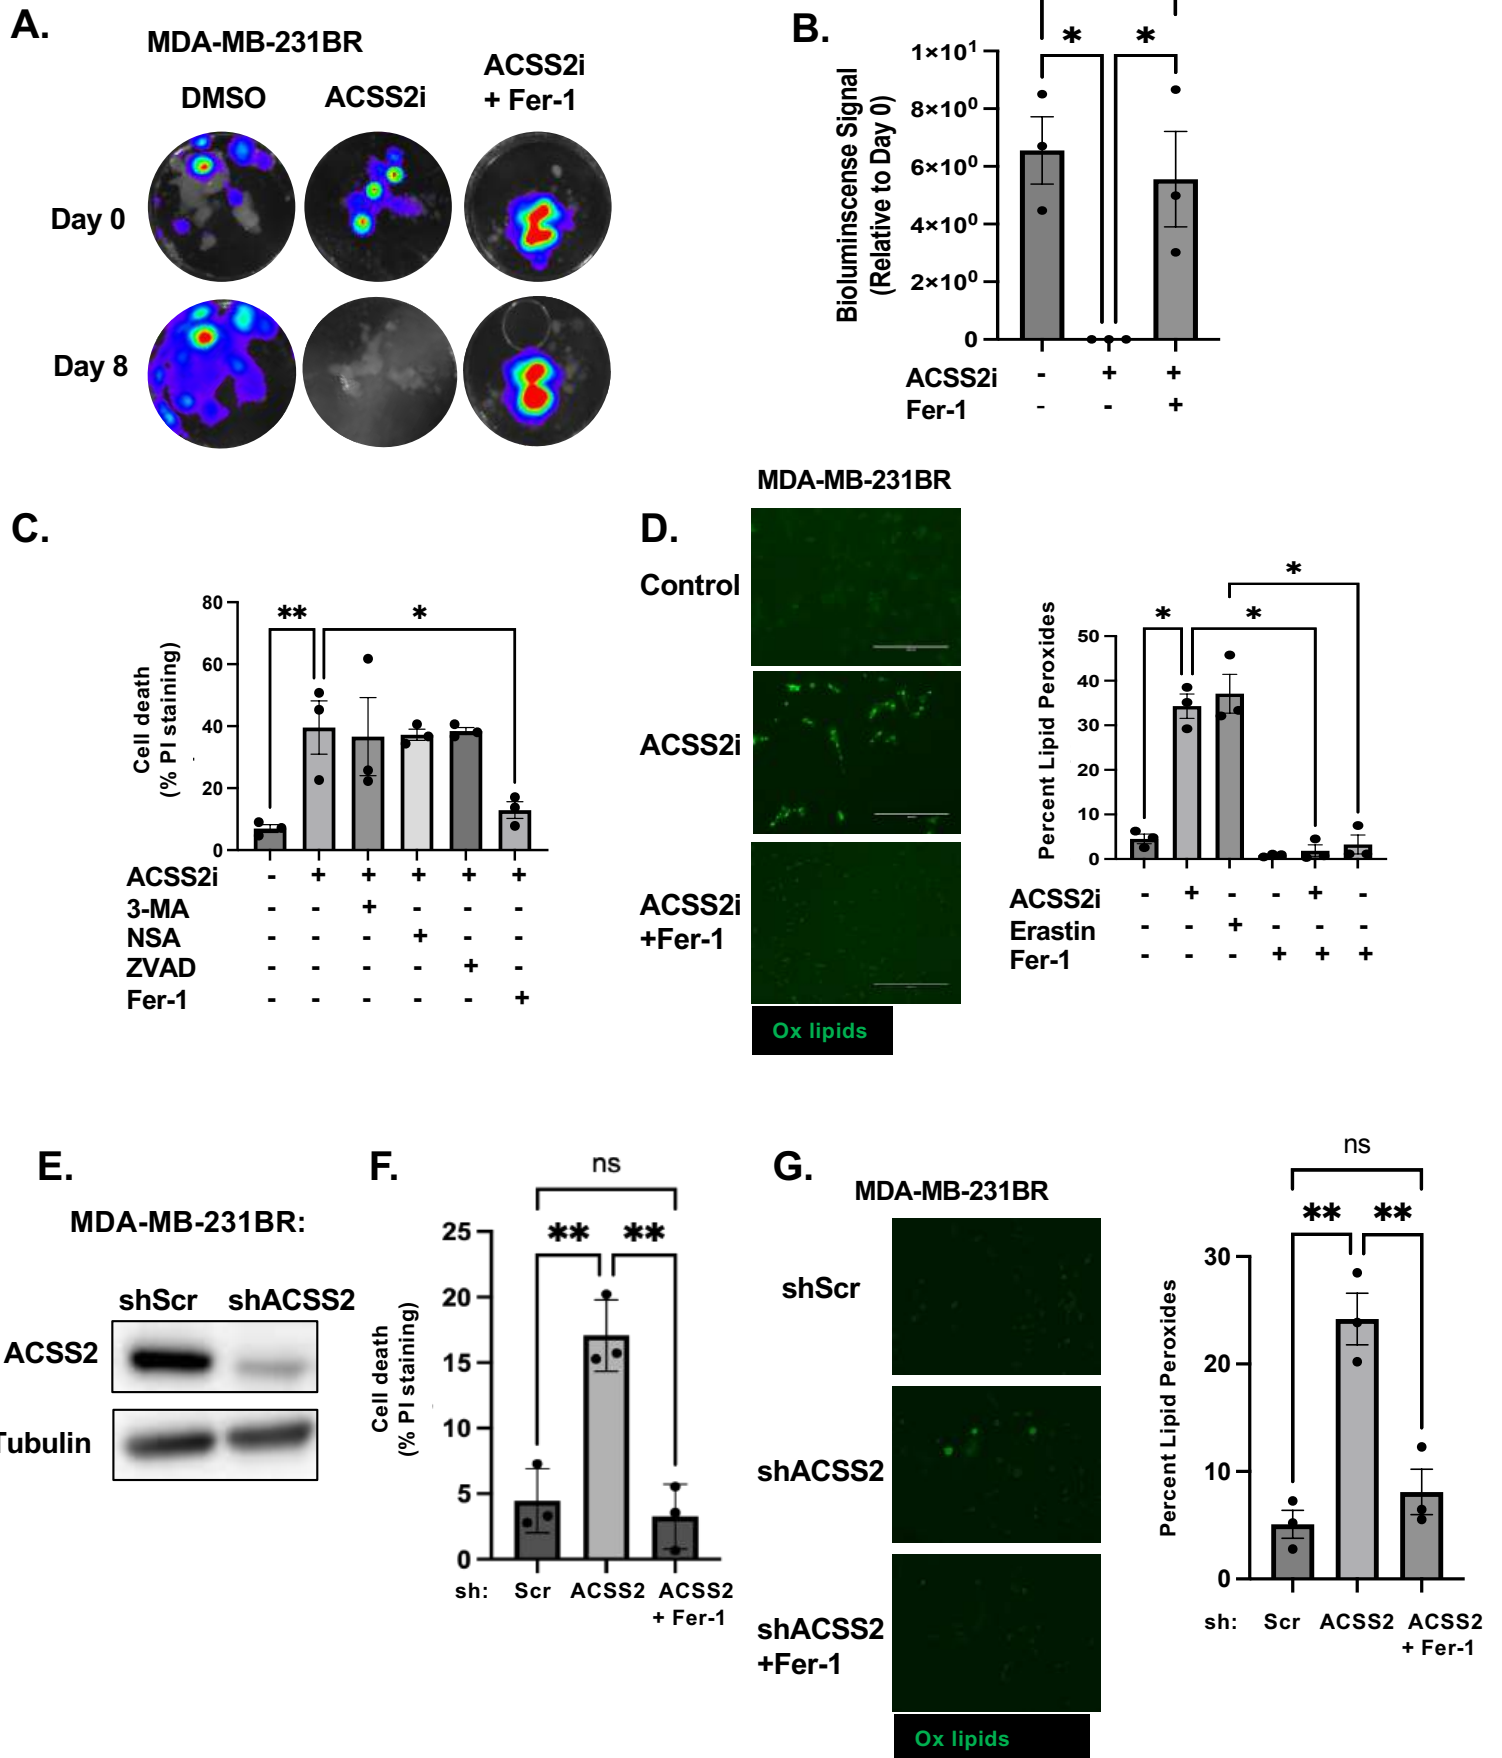 A.
MDA-MB-231BR
DMSO
ACSS2i
ACSS2i
+ Fer-1
Day 0
Day 8
B.
Bioluminscense Signal
(Relative to Day 0)
1×10¹
8×10⁰
6×10⁰
4×10⁰
2×10⁰
0
* *
ACSS2i - + +
Fer-1 - - +
C.
Cell death
(% PI staining)
80
60
40
20
0
** *
ACSS2i - + + + + +
3-MA - - + - - -
NSA - - - + - -
ZVAD - - - - + -
Fer-1 - - - - - +
D.
MDA-MB-231BR
Control
ACSS2i
ACSS2i
+Fer-1
Ox lipids
Percent Lipid Peroxides
50
40
30
20
10
0
*
* *
ACSS2i - + - - + -
Erastin - - + - - -
Fer-1 - - - + + +
E.
MDA-MB-231BR:
shScr shACSS2
ACSS2
Tubulin
F.
Cell death
(% PI staining)
25
20
15
10
5
0
ns
** **
sh: Scr ACSS2 ACSS2
+ Fer-1
G.
MDA-MB-231BR
shScr
shACSS2
shACSS2
+Fer-1
Ox lipids
Percent Lipid Peroxides
30
20
10
0
ns
** **
sh: Scr ACSS2 ACSS2
+ Fer-1